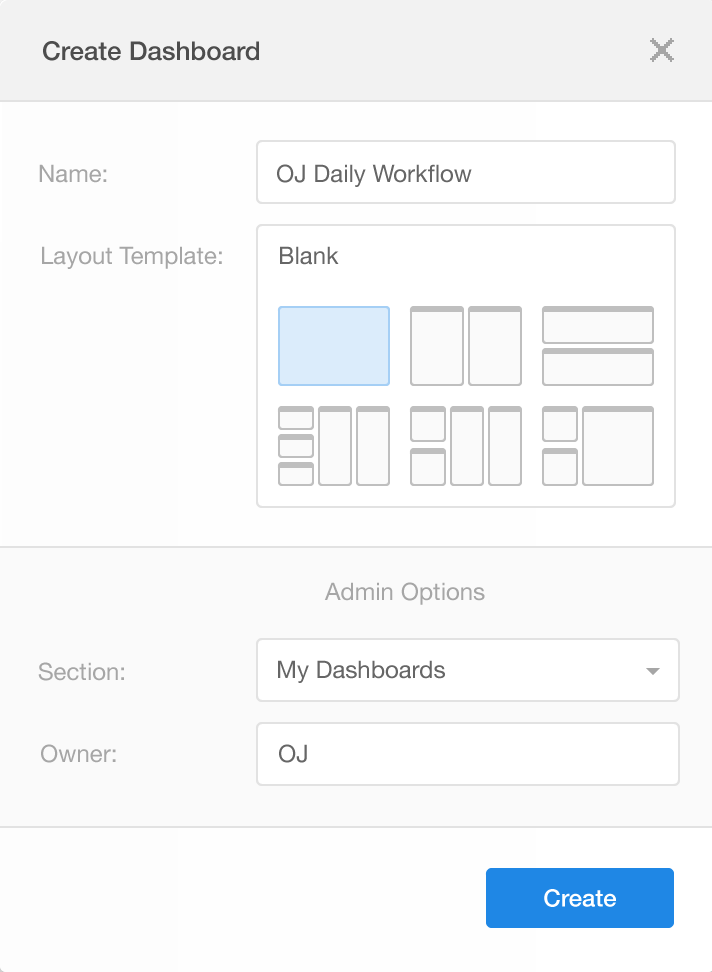 Create Dashboard
Name: OJ Daily Workflow
Layout Template: Blank
Admin Options
Section: My Dashboards
Owner: OJ
Create